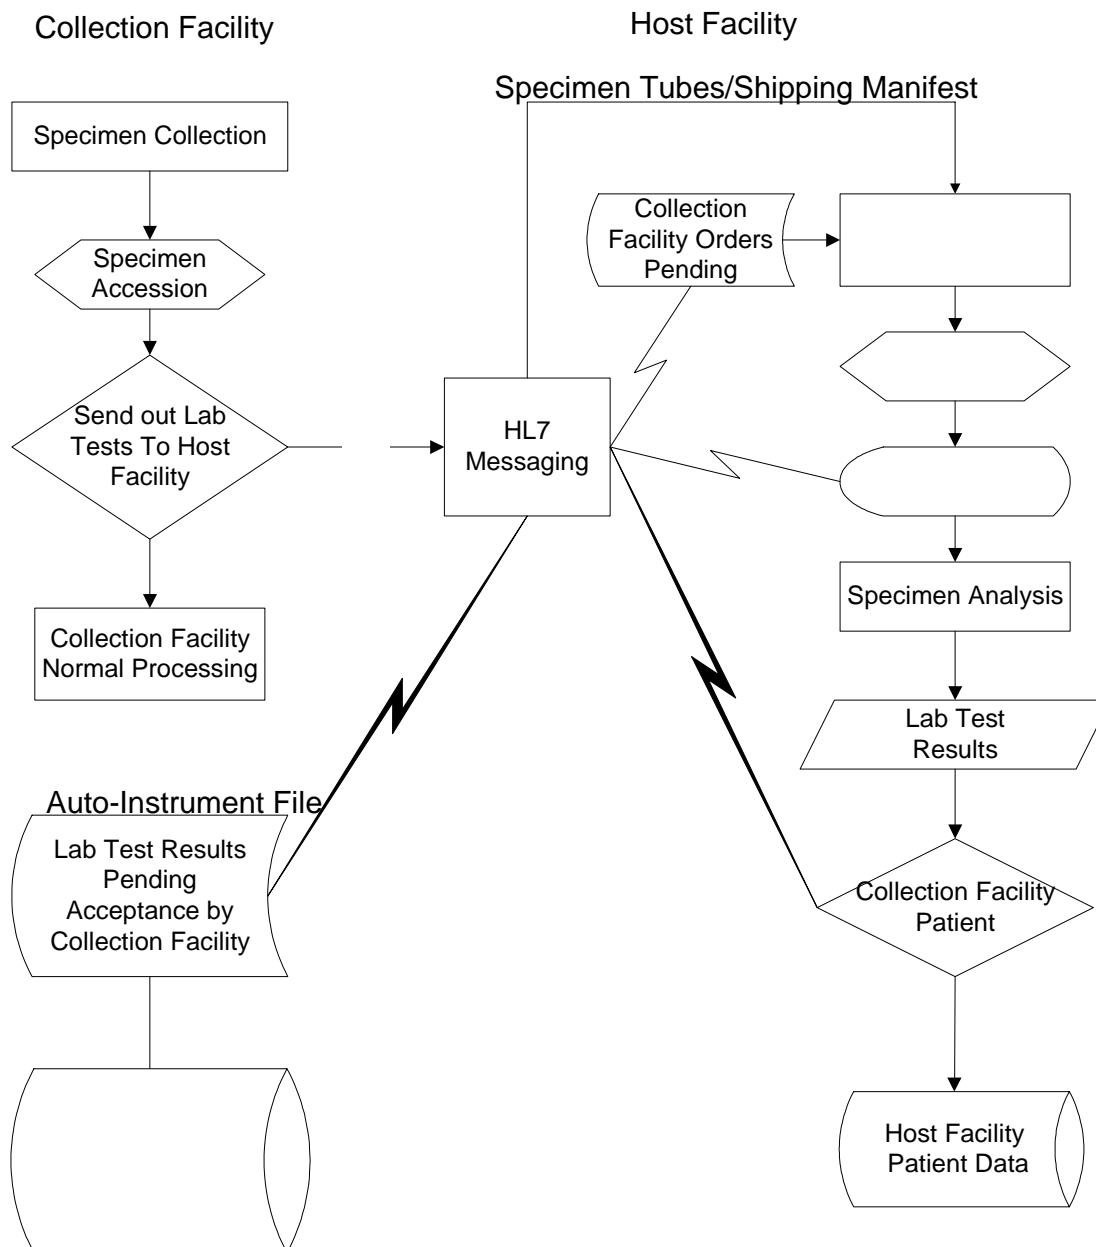 Collection Facility
Host Facility
Specimen Tubes/Shipping Manifest
Specimen Collection
Collection
Facility Orders
Pending
Specimen
Accession
Send out Lab
Tests To Host
Facility
HL7
Messaging
Specimen Analysis
Collection Facility
Normal Processing
Lab Test
Results
Auto-Instrument File
Lab Test Results
Pending
Acceptance by
Collection Facility
Collection Facility
Patient
Host Facility
Patient Data